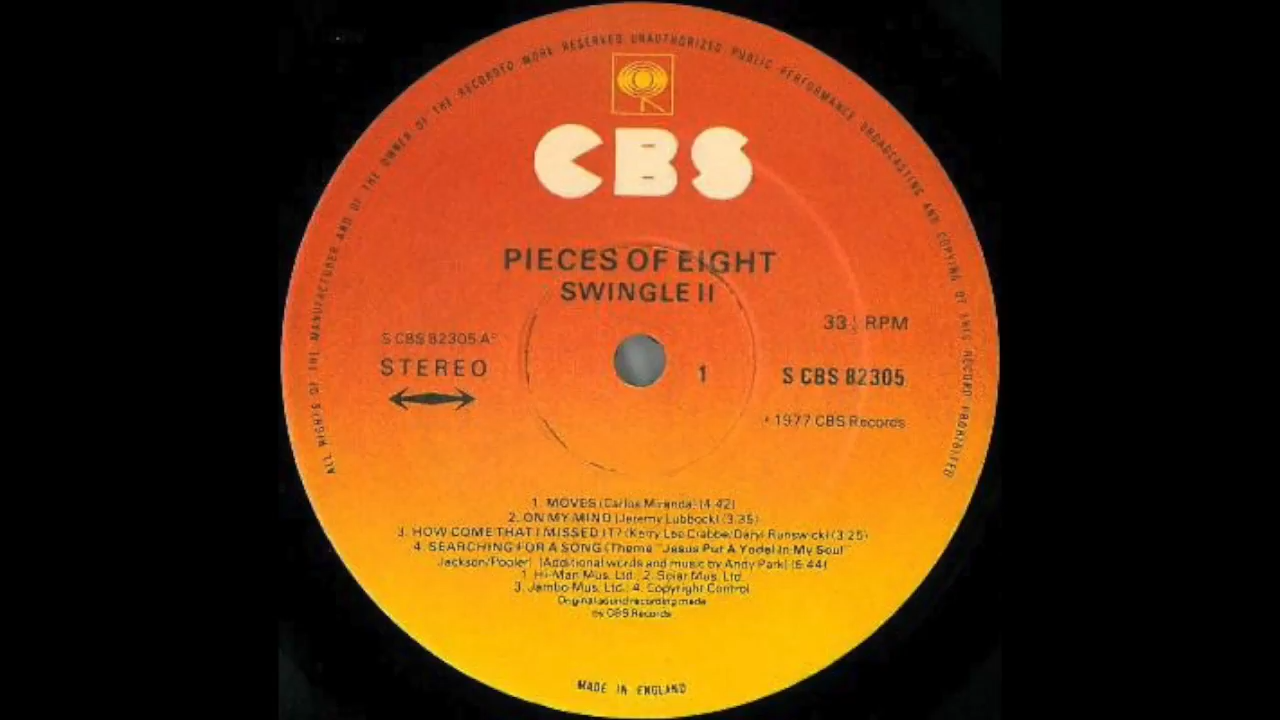 ALL RIGHTS OF THE MANUFACTURER AND OF THE OWNER OF THE RECORDED WORK RESERVED UNAUTHORIZED PUBLIC PERFORMANCE BROADCASTING AND COPYING OF THIS RECORD PROHIBITED
CBS
PIECES OF EIGHT
SWINGLE II
33⅓ RPM
S CBS 82305 A
STEREO
1
S CBS 82305
1977 CBS Records
1. MOVES (Carlos Miranda) (4.42)
2. ON MY MIND (Jeremy Lubbock) (3.35)
3. HOW COME THAT I MISSED IT? (Kerry Lee Crabbe/Daryl Runswick) (3.25)
4. SEARCHING FOR A SONG (Theme "Jesus Put A Yodel In My Soul"
Jackson/Pooler) (Additional words and music by Andy Park) (6.44)
1. Hi-Man Mus. Ltd. 2. Solar Mus. Ltd.
3. Jambo Mus. Ltd. 4. Copyright Control
Original sound recording made
by CBS Records
MADE IN ENGLAND